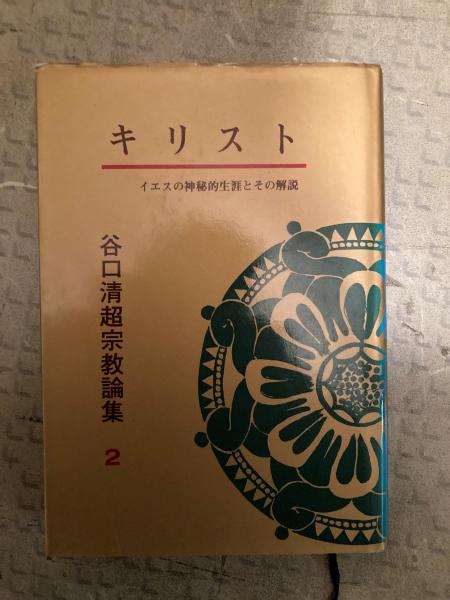 キリスト
イエスの神秘的生涯とその解説
谷口清超宗教論集 2